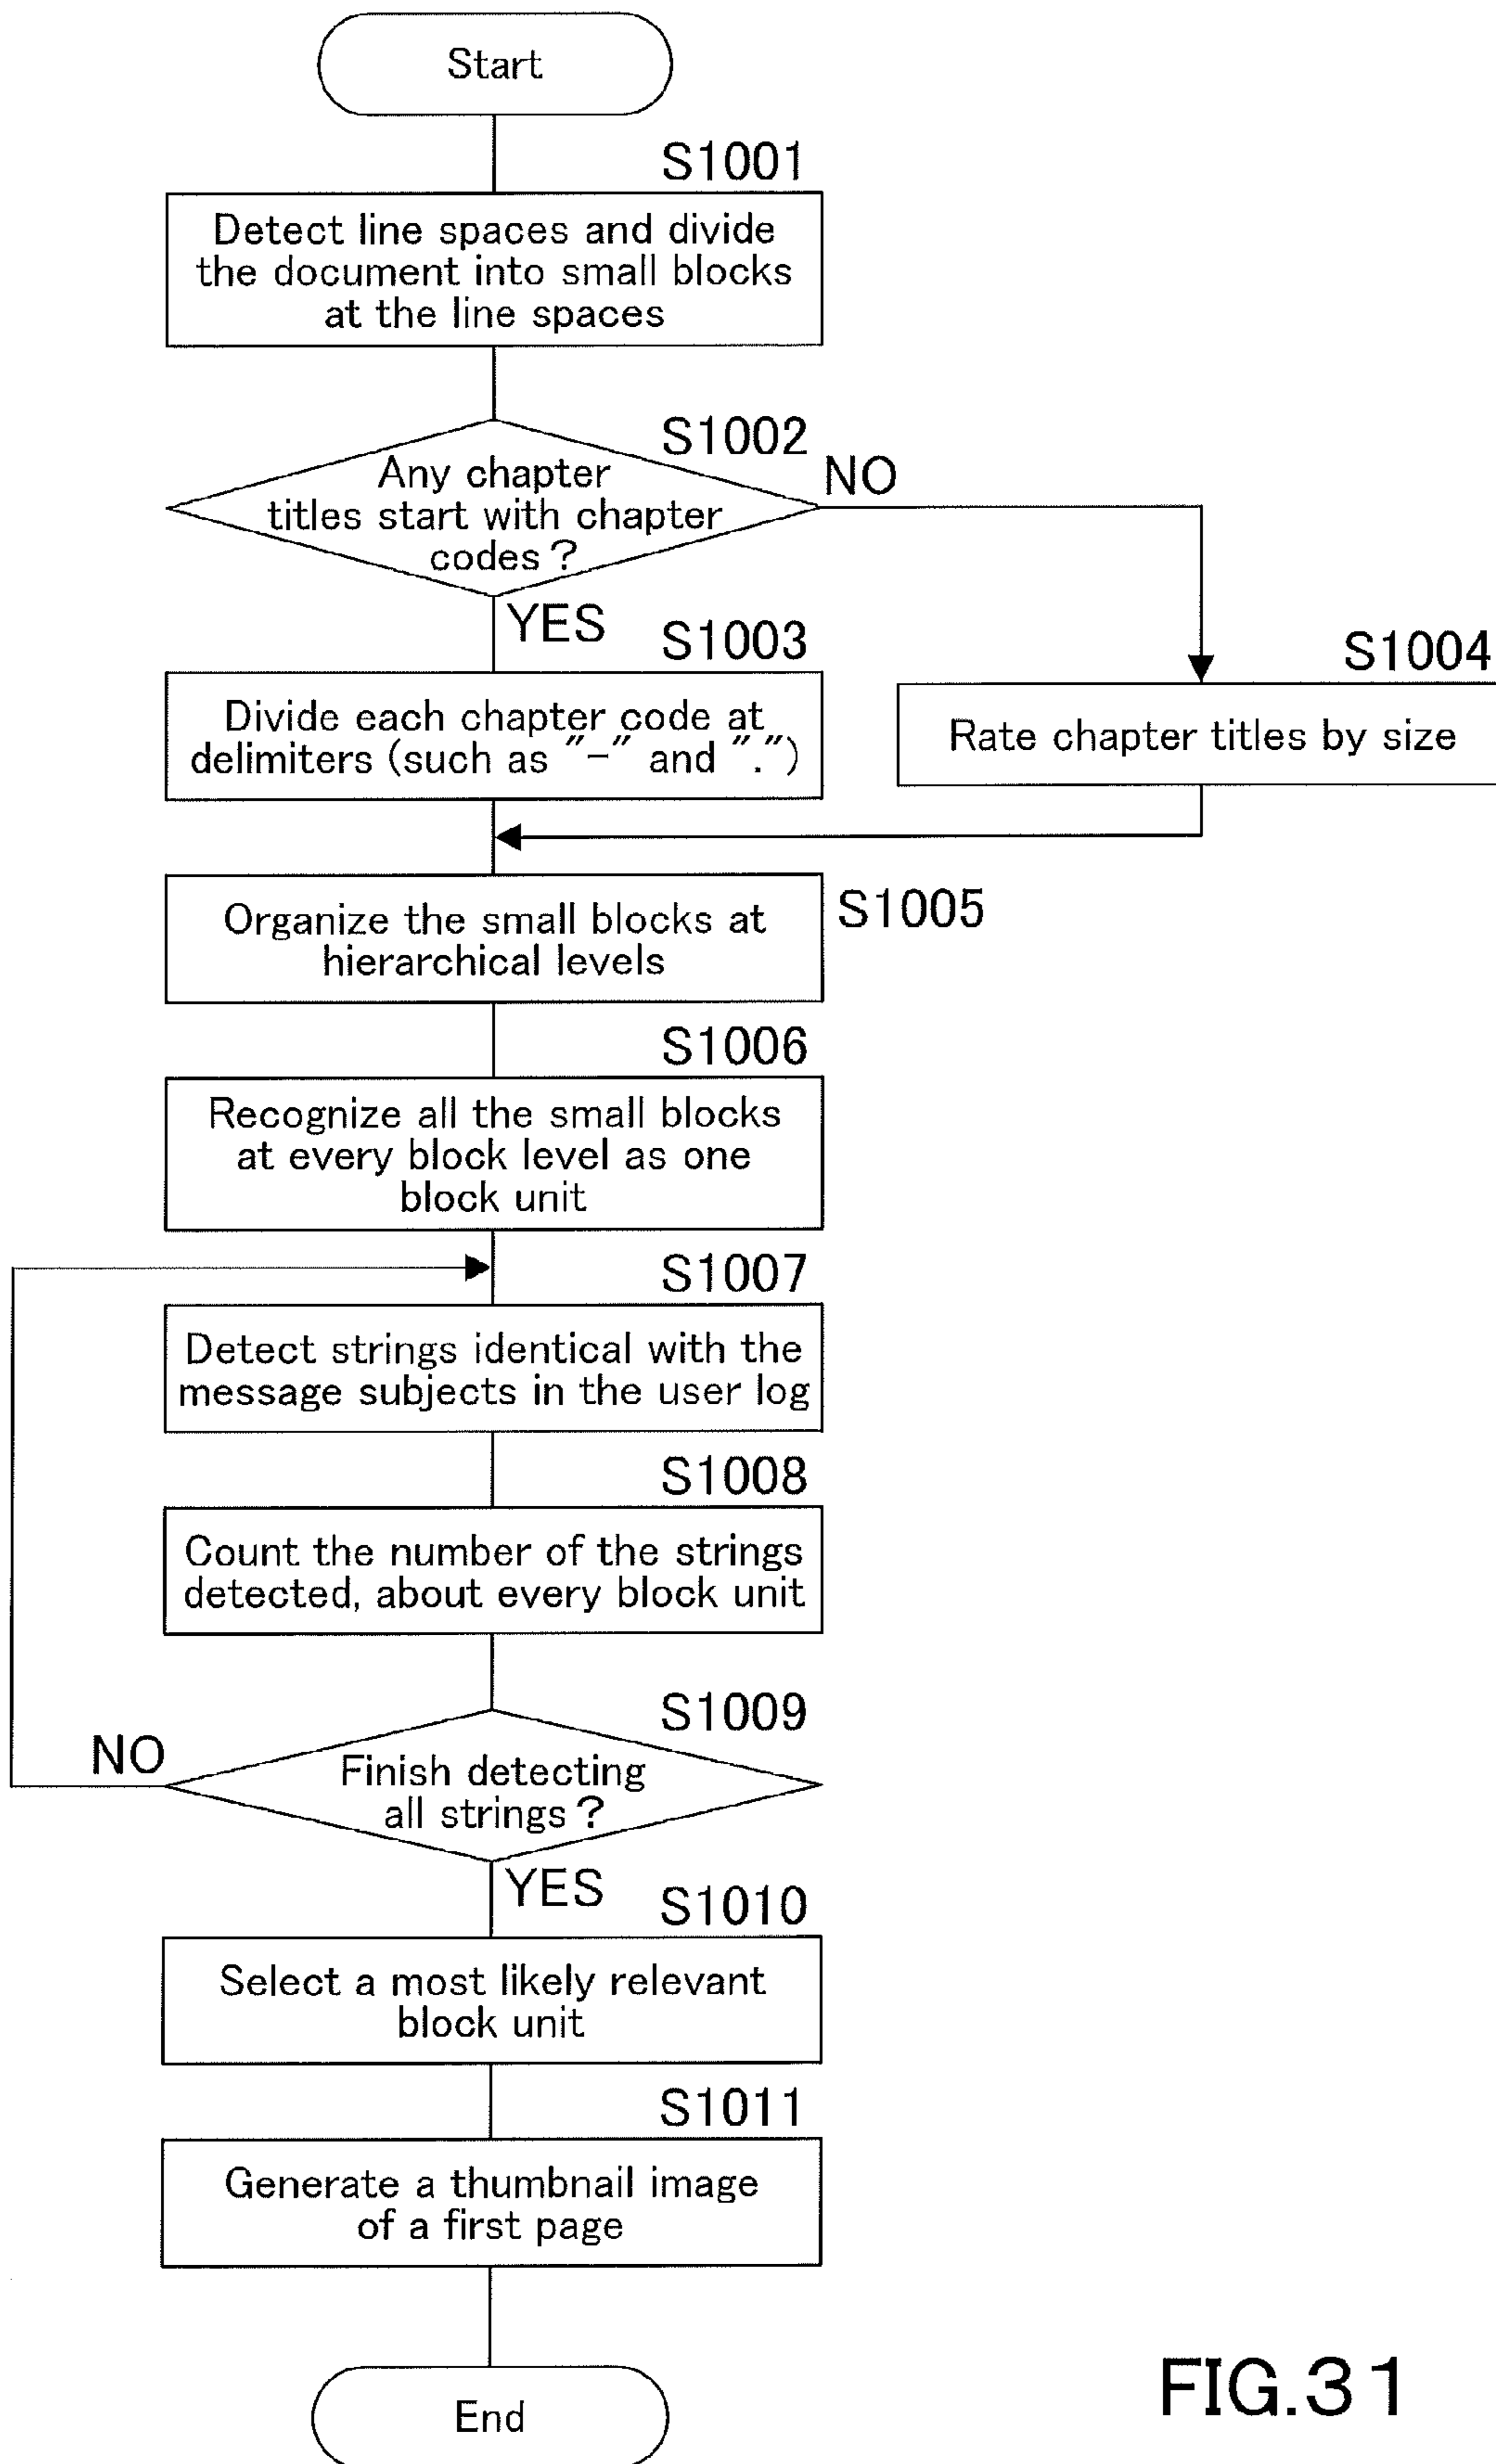 Start
S1001
Detect line spaces and divide
the document into small blocks
at the line spaces
S1002
Any chapter
titles start with chapter
codes?
NO
YES
S1003
Divide each chapter code at
delimiters (such as "-" and ".")
S1004
Rate chapter titles by size
Organize the small blocks at
hierarchical levels
S1005
S1006
Recognize all the small blocks
at every block level as one
block unit
S1007
Detect strings identical with the
message subjects in the user log
S1008
Count the number of the strings
detected, about every block unit
S1009
NO
Finish detecting
all strings?
YES
S1010
Select a most likely relevant
block unit
S1011
Generate a thumbnail image
of a first page
End
FIG.31